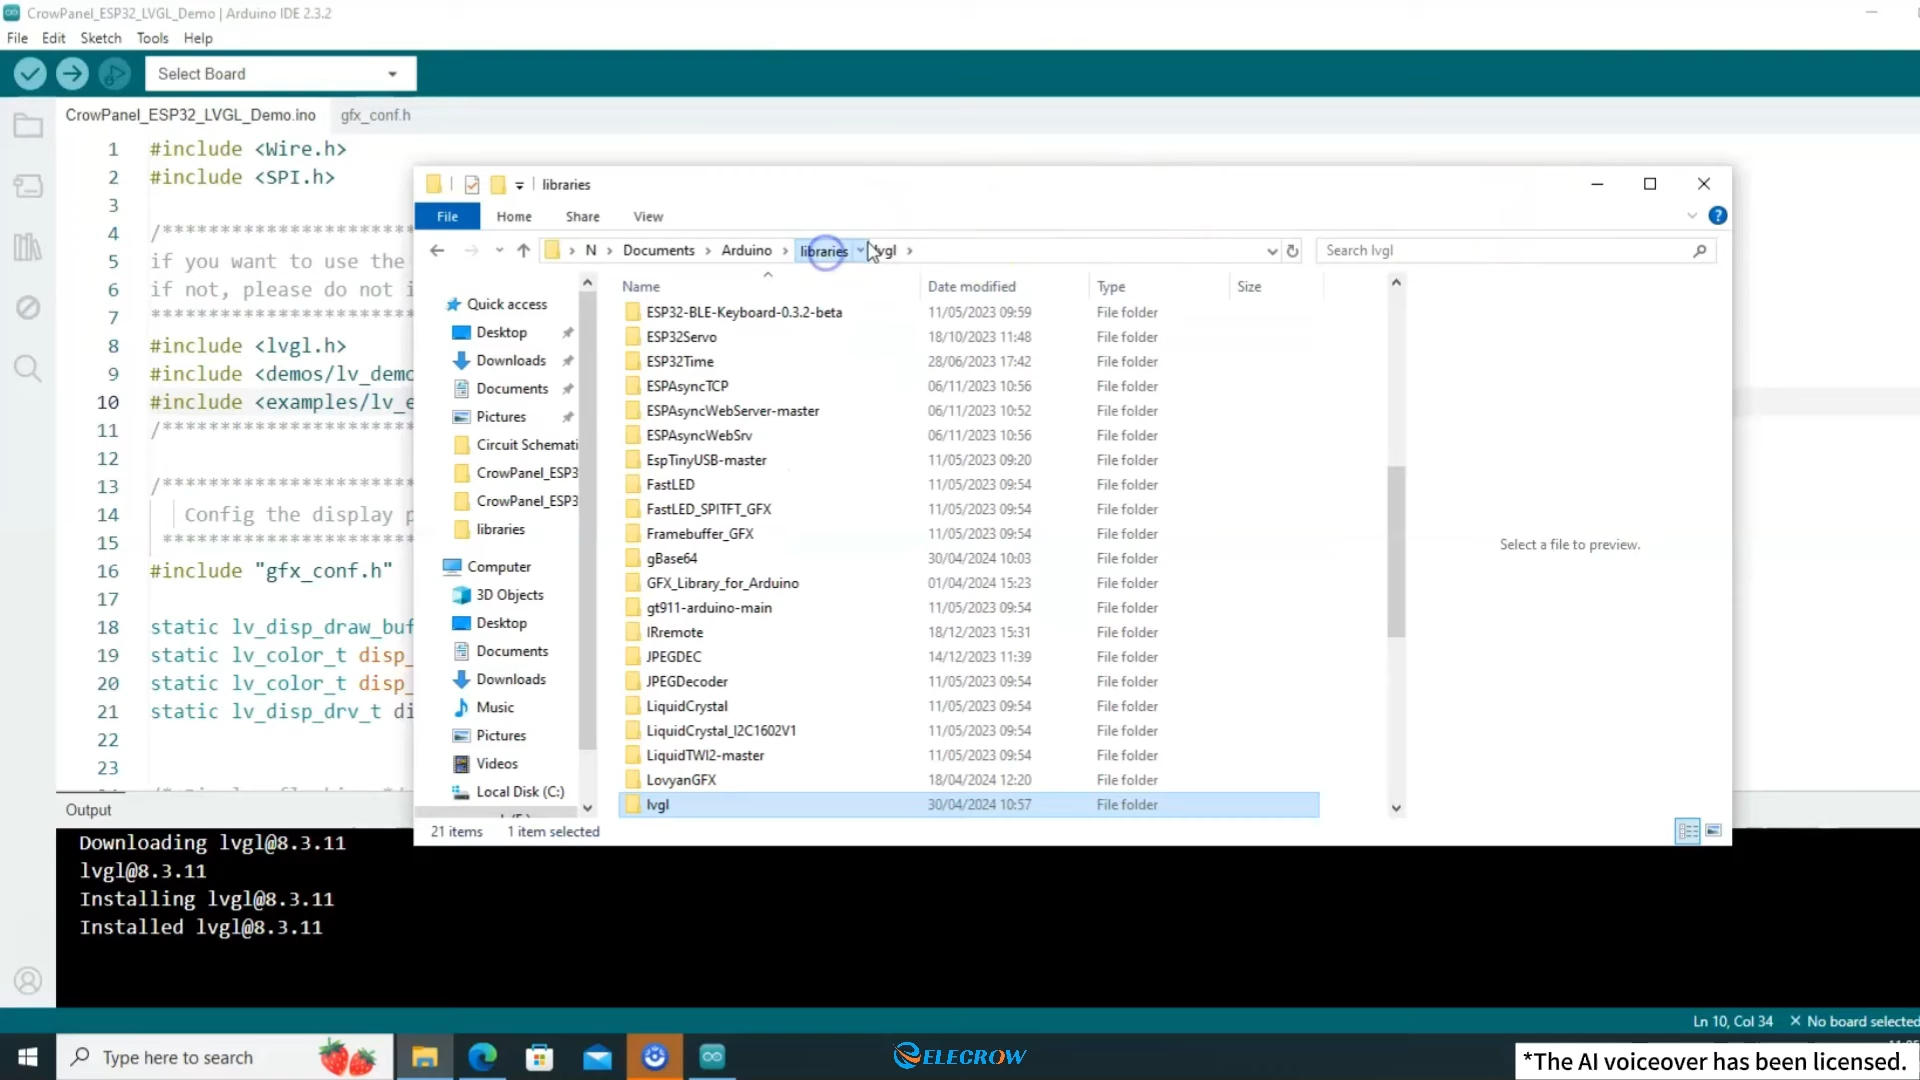 CrowPanel_ESP32_LVGL_Demo | Arduino IDE 2.3.2
File Edit Sketch Tools Help
Select Board
CrowPanel_ESP32_LVGL_Demo.ino gfx_conf.h
1 #include <Wire.h>
2 #include <SPI.h>
3
4 /**********************
5 if you want to use the
6 if not, please do not i
7 **********************
8 #include <lvgl.h>
9 #include <demos/lv_demo
10 #include <examples/lv_e
11 /**********************
12
13 /**********************
14 Config the display p
15 **********************
16 #include "gfx_conf.h"
17
18 static lv_disp_draw_buf
19 static lv_color_t disp_
20 static lv_color_t disp_
21 static lv_disp_drv_t di
22
23
libraries
File Home Share View
N Documents Arduino libraries lvgl
Search lvgl
Quick access
Desktop
Downloads
Documents
Pictures
Circuit Schemati
CrowPanel_ESP3
CrowPanel_ESP3
libraries
Computer
3D Objects
Desktop
Documents
Downloads
Music
Pictures
Videos
Local Disk (C:)
Name Date modified Type Size
ESP32-BLE-Keyboard-0.3.2-beta 11/05/2023 09:59 File folder
ESP32Servo 18/10/2023 11:48 File folder
ESP32Time 28/06/2023 17:42 File folder
ESPAsyncTCP 06/11/2023 10:56 File folder
ESPAsyncWebServer-master 06/11/2023 10:52 File folder
ESPAsyncWebSrv 06/11/2023 10:56 File folder
EspTinyUSB-master 11/05/2023 09:20 File folder
FastLED 11/05/2023 09:54 File folder
FastLED_SPITFT_GFX 11/05/2023 09:54 File folder
Framebuffer_GFX 11/05/2023 09:54 File folder
gBase64 30/04/2024 10:03 File folder
GFX_Library_for_Arduino 01/04/2024 15:23 File folder
gt911-arduino-main 11/05/2023 09:54 File folder
IRremote 18/12/2023 15:31 File folder
JPEGDEC 14/12/2023 11:39 File folder
JPEGDecoder 11/05/2023 09:54 File folder
LiquidCrystal 11/05/2023 09:54 File folder
LiquidCrystal_I2C1602V1 11/05/2023 09:54 File folder
LiquidTWI2-master 11/05/2023 09:54 File folder
LovyanGFX 18/04/2024 12:20 File folder
lvgl 30/04/2024 10:57 File folder
Select a file to preview.
21 items 1 item selected
Output
Downloading lvgl@8.3.11
lvgl@8.3.11
Installing lvgl@8.3.11
Installed lvgl@8.3.11
Ln 10, Col 34 × No board selected
Type here to search
ELECROW
*The AI voiceover has been licensed.